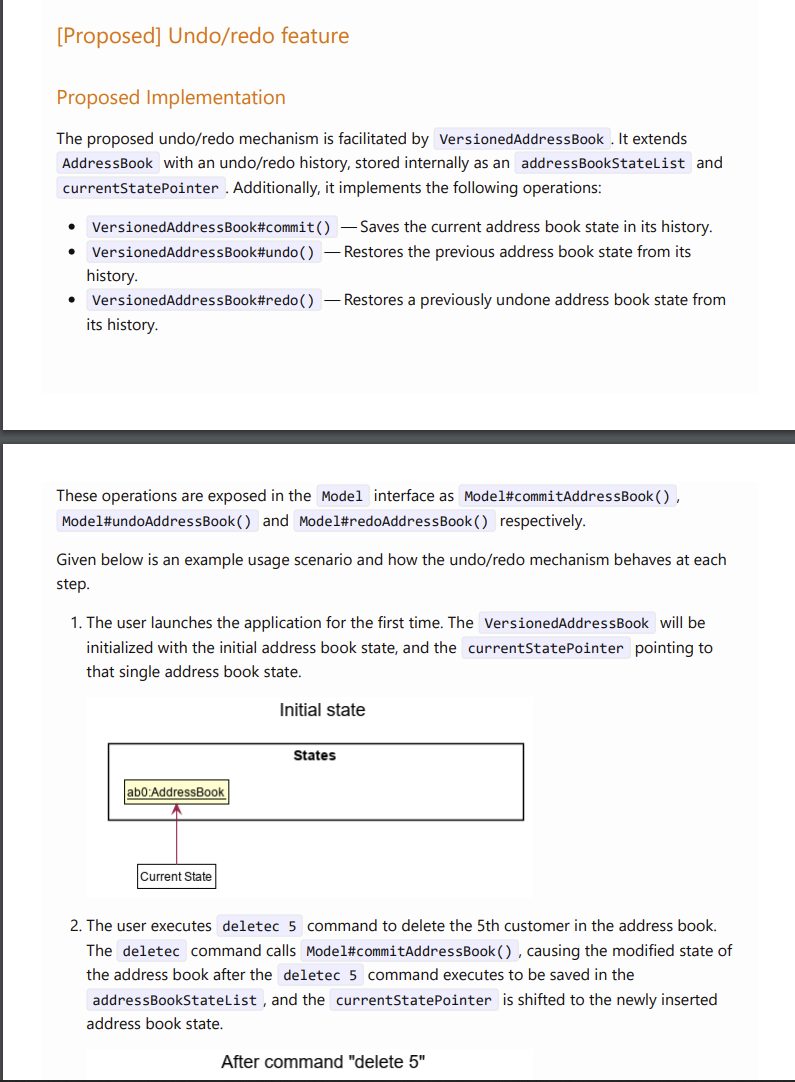 [Proposed] Undo/redo feature
Proposed Implementation
The proposed undo/redo mechanism is facilitated by VersionedAddressBook . It extends
AddressBook with an undo/redo history, stored internally as an addressBookStateList and
currentStatePointer . Additionally, it implements the following operations:
• VersionedAddressBook#commit() — Saves the current address book state in its history.
• VersionedAddressBook#undo() — Restores the previous address book state from its
history.
• VersionedAddressBook#redo() — Restores a previously undone address book state from
its history.
These operations are exposed in the Model interface as Model#commitAddressBook() ,
Model#undoAddressBook() and Model#redoAddressBook() respectively.
Given below is an example usage scenario and how the undo/redo mechanism behaves at each
step.
1. The user launches the application for the first time. The VersionedAddressBook will be
initialized with the initial address book state, and the currentStatePointer pointing to
that single address book state.
Initial state
States
ab0:AddressBook
Current State
2. The user executes deletec 5 command to delete the 5th customer in the address book.
The deletec command calls Model#commitAddressBook() , causing the modified state of
the address book after the deletec 5 command executes to be saved in the
addressBookStateList , and the currentStatePointer is shifted to the newly inserted
address book state.
After command "delete 5"